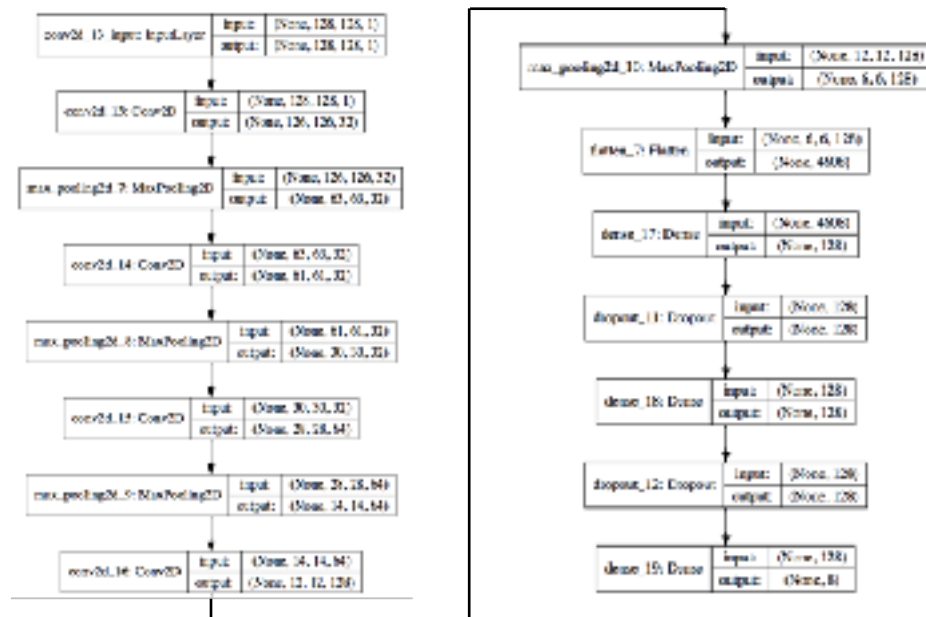 conv2d_13_input: InputLayer
input: (None, 128, 128, 1)
output: (None, 128, 128, 1)
conv2d_13: Conv2D
input: (None, 128, 128, 1)
output: (None, 126, 126, 32)
max_pooling2d_7: MaxPooling2D
input: (None, 126, 126, 32)
output: (None, 63, 63, 32)
conv2d_14: Conv2D
input: (None, 63, 63, 32)
output: (None, 61, 61, 32)
max_pooling2d_8: MaxPooling2D
input: (None, 61, 61, 32)
output: (None, 30, 30, 32)
conv2d_15: Conv2D
input: (None, 30, 30, 32)
output: (None, 28, 28, 64)
max_pooling2d_9: MaxPooling2D
input: (None, 28, 28, 64)
output: (None, 14, 14, 64)
conv2d_16: Conv2D
input: (None, 14, 14, 64)
output: (None, 12, 12, 128)
max_pooling2d_10: MaxPooling2D
input: (None, 12, 12, 128)
output: (None, 6, 6, 128)
flatten_7: Flatten
input: (None, 6, 6, 128)
output: (None, 4608)
dense_17: Dense
input: (None, 4608)
output: (None, 128)
dropout_11: Dropout
input: (None, 128)
output: (None, 128)
dense_18: Dense
input: (None, 128)
output: (None, 128)
dropout_12: Dropout
input: (None, 128)
output: (None, 128)
dense_19: Dense
input: (None, 128)
output: (None, 8)